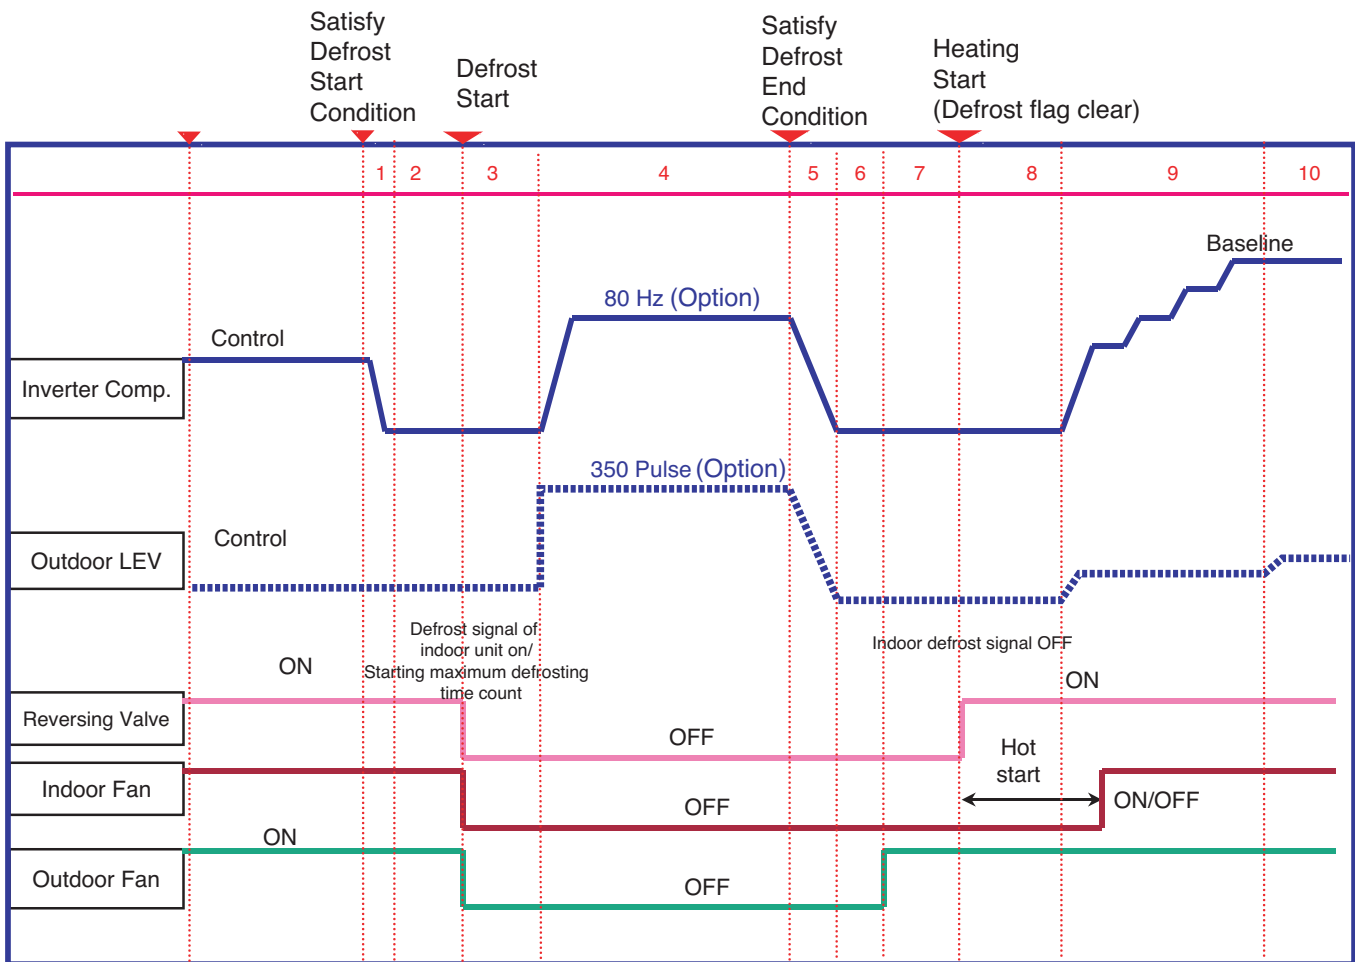 Satisfy
Defrost
Start
Condition
Defrost
Start
Satisfy
Defrost
End
Condition
Heating
Start
(Defrost flag clear)
1 2 3 4 5 6 7 8 9 10
Baseline
80 Hz (Option)
Control
Inverter Comp.
350 Pulse (Option)
Control
Outdoor LEV
Defrost signal of
indoor unit on/
Starting maximum defrosting
time count
Indoor defrost signal OFF
ON
ON
Reversing Valve
OFF
Hot
start
Indoor Fan
OFF
ON/OFF
ON
Outdoor Fan
OFF